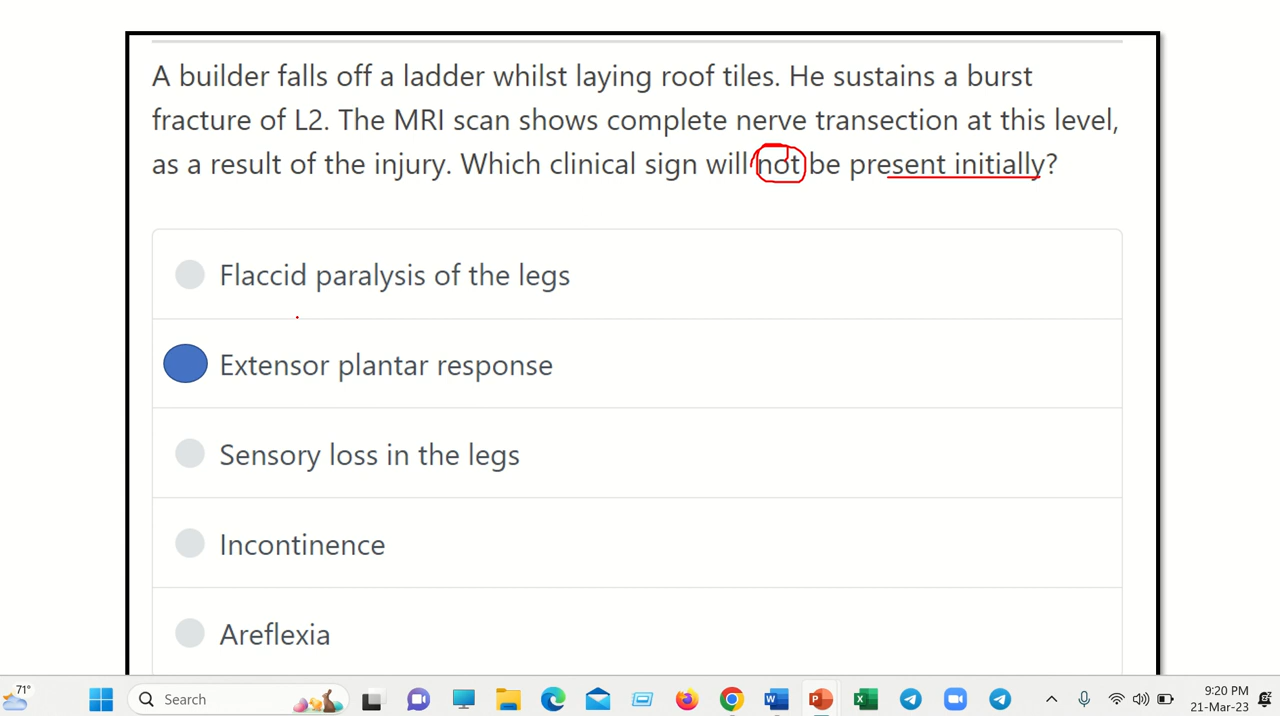 A builder falls off a ladder whilst laying roof tiles. He sustains a burst
fracture of L2. The MRI scan shows complete nerve transection at this level,
as a result of the injury. Which clinical sign will not be present initially?
Flaccid paralysis of the legs
Extensor plantar response
Sensory loss in the legs
Incontinence
Areflexia
71°
Search
9:20 PM
21-Mar-23